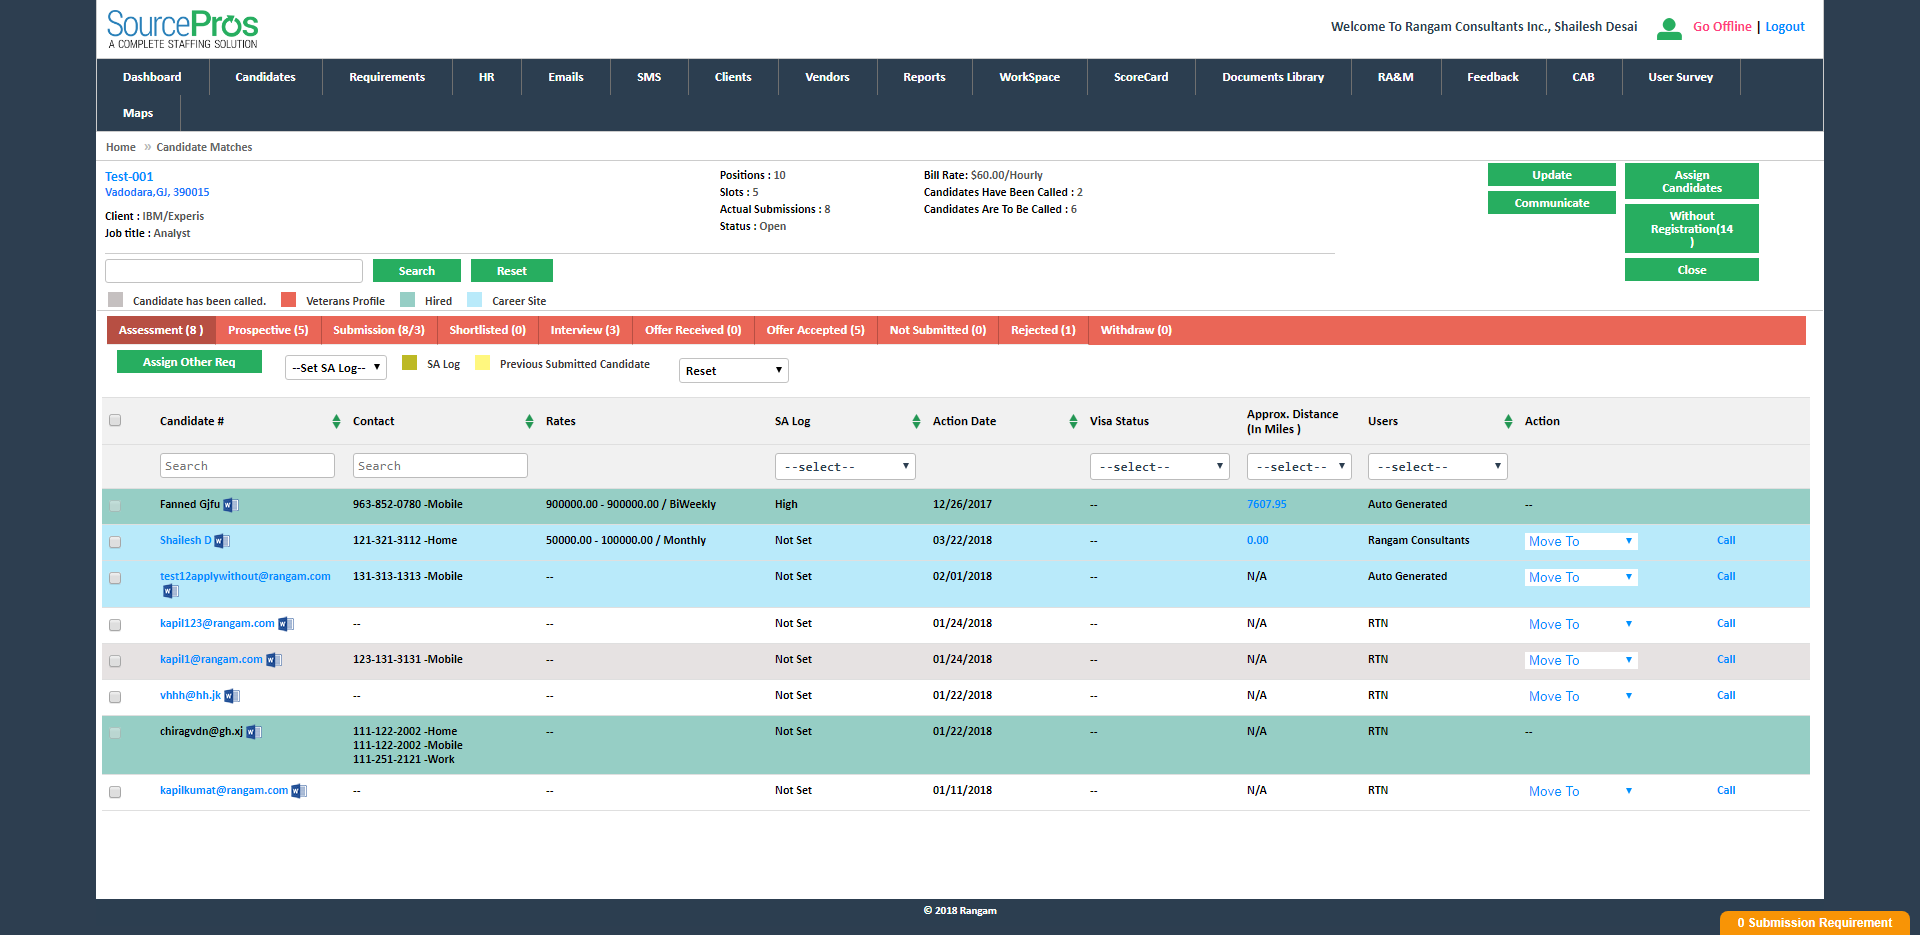 SourcePros
A COMPLETE STAFFING SOLUTION
Welcome To Rangam Consultants Inc., Shailesh Desai Go Offline | Logout
Dashboard Candidates Requirements HR Emails SMS Clients Vendors Reports WorkSpace ScoreCard Documents Library RA&M Feedback CAB User Survey
Maps
Home » Candidate Matches
Test-001
Vadodara,GJ, 390015
Client : IBM/Experis
Job title : Analyst
Positions : 10
Slots : 5
Actual Submissions : 8
Status : Open
Bill Rate: $60.00/Hourly
Candidates Have Been Called : 2
Candidates Are To Be Called : 6
Update
Communicate
Assign
Candidates
Without
Registration(14
)
Close
Search Reset
Candidate has been called. Veterans Profile Hired Career Site
Assessment (8 ) Prospective (5) Submission (8/3) Shortlisted (0) Interview (3) Offer Received (0) Offer Accepted (5) Not Submitted (0) Rejected (1) Withdraw (0)
Assign Other Req --Set SA Log-- SA Log Previous Submitted Candidate Reset
Candidate # Contact Rates SA Log Action Date Visa Status Approx. Distance (In Miles ) Users Action
Search Search --select-- --select-- --select-- --select--
Fanned Gjfu 963-852-0780 -Mobile 900000.00 - 900000.00 / BiWeekly High 12/26/2017 -- 7607.95 Auto Generated --
Shailesh D 121-321-3112 -Home 50000.00 - 100000.00 / Monthly Not Set 03/22/2018 -- 0.00 Rangam Consultants Move To Call
test12applywithout@rangam.com 131-313-1313 -Mobile -- Not Set 02/01/2018 -- N/A Auto Generated Move To Call
kapil123@rangam.com -- -- Not Set 01/24/2018 -- N/A RTN Move To Call
kapil1@rangam.com 123-131-3131 -Mobile -- Not Set 01/24/2018 -- N/A RTN Move To Call
vhhh@hh.jk -- -- Not Set 01/22/2018 -- N/A RTN Move To Call
chiragvdn@gh.xj 111-122-2002 -Home -- Not Set 01/22/2018 -- N/A RTN --
111-122-2002 -Mobile
111-251-2121 -Work
kapilkumat@rangam.com -- -- Not Set 01/11/2018 -- N/A RTN Move To Call
© 2018 Rangam
0 Submission Requirement